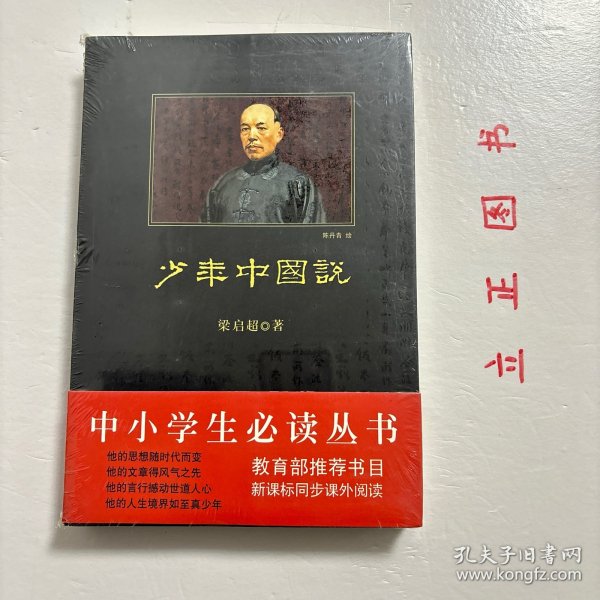 陈丹青 绘
少年中國説
梁启超◎著
中小学生必读丛书
他的思想随时代而变
他的文章得风气之先
他的言行撼动世道人心
他的人生境界如至真少年
教育部推荐书目
新课标同步课外阅读
立正图书
孔夫子旧书网
www.kongfz.com